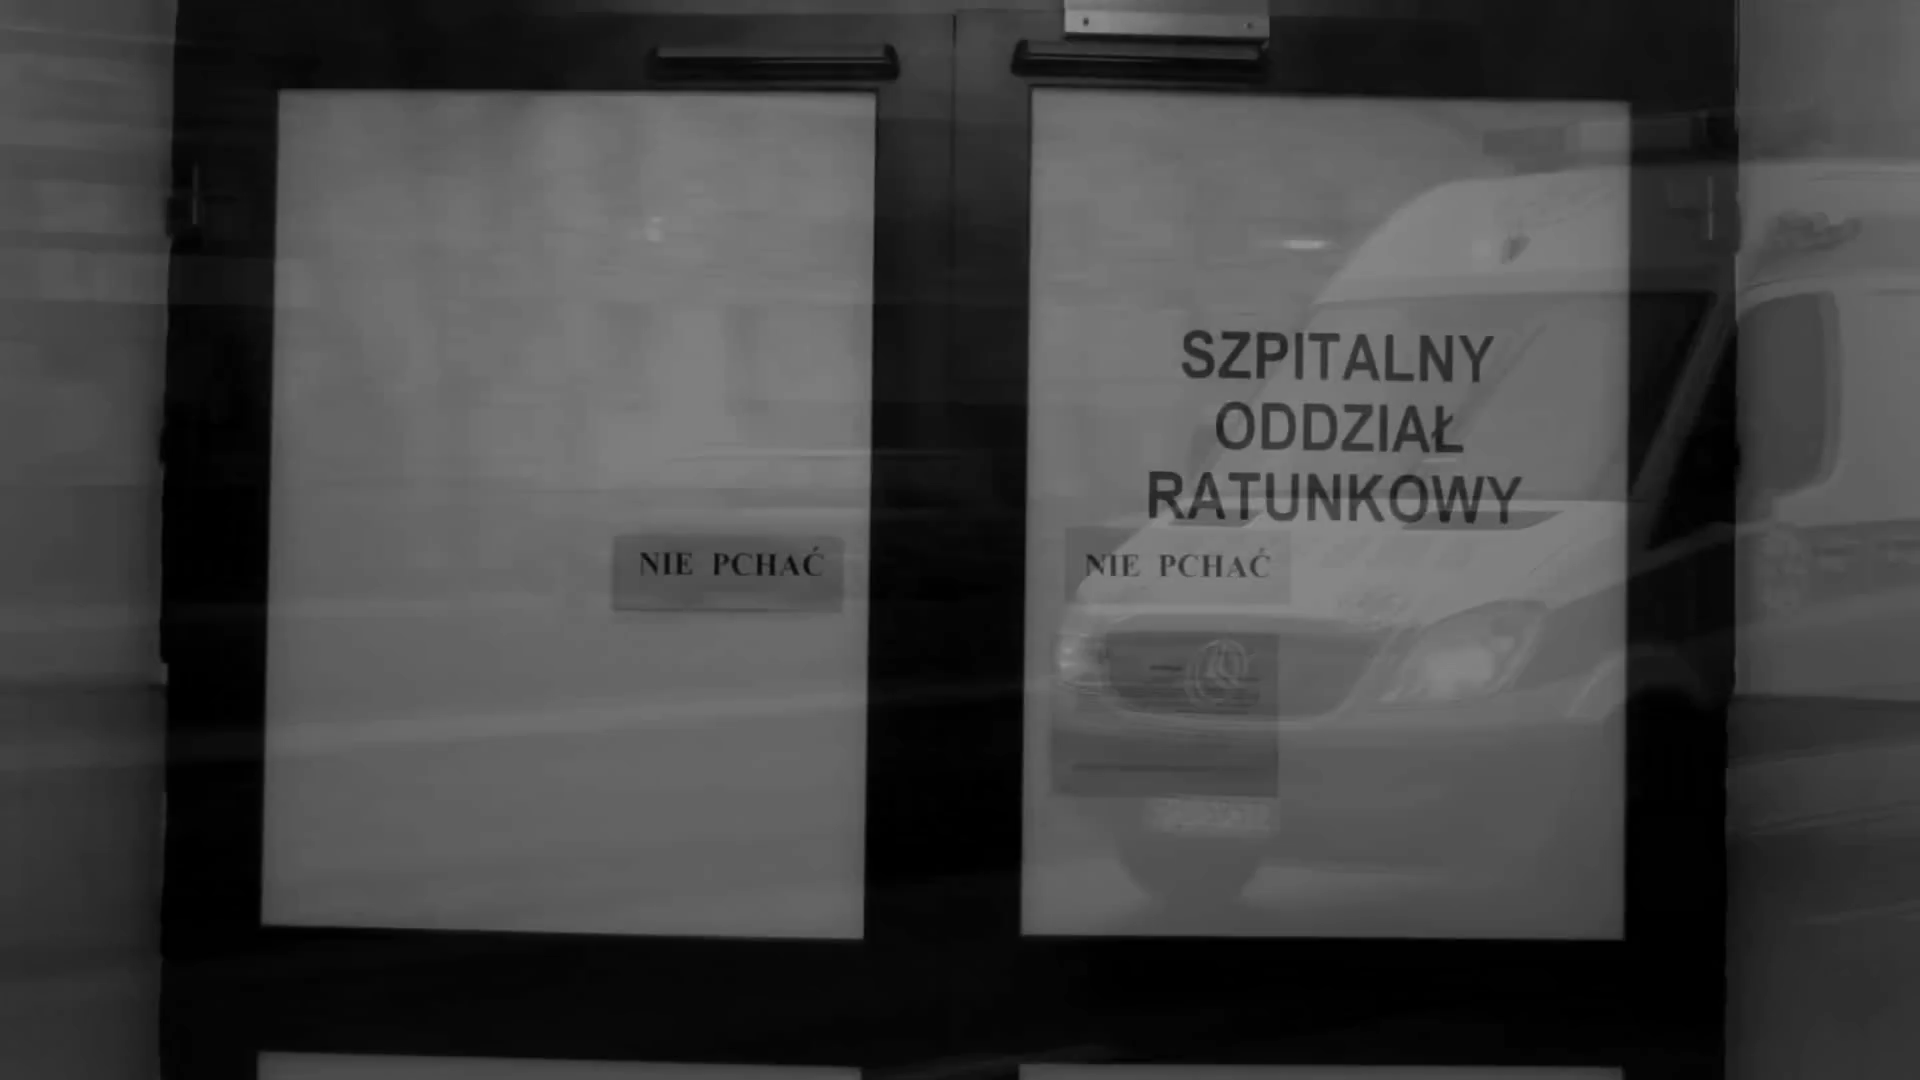 SZPITALNY
ODDZIAŁ
RATUNKOWY
NIE PCHAĆ
NIE PCHAĆ